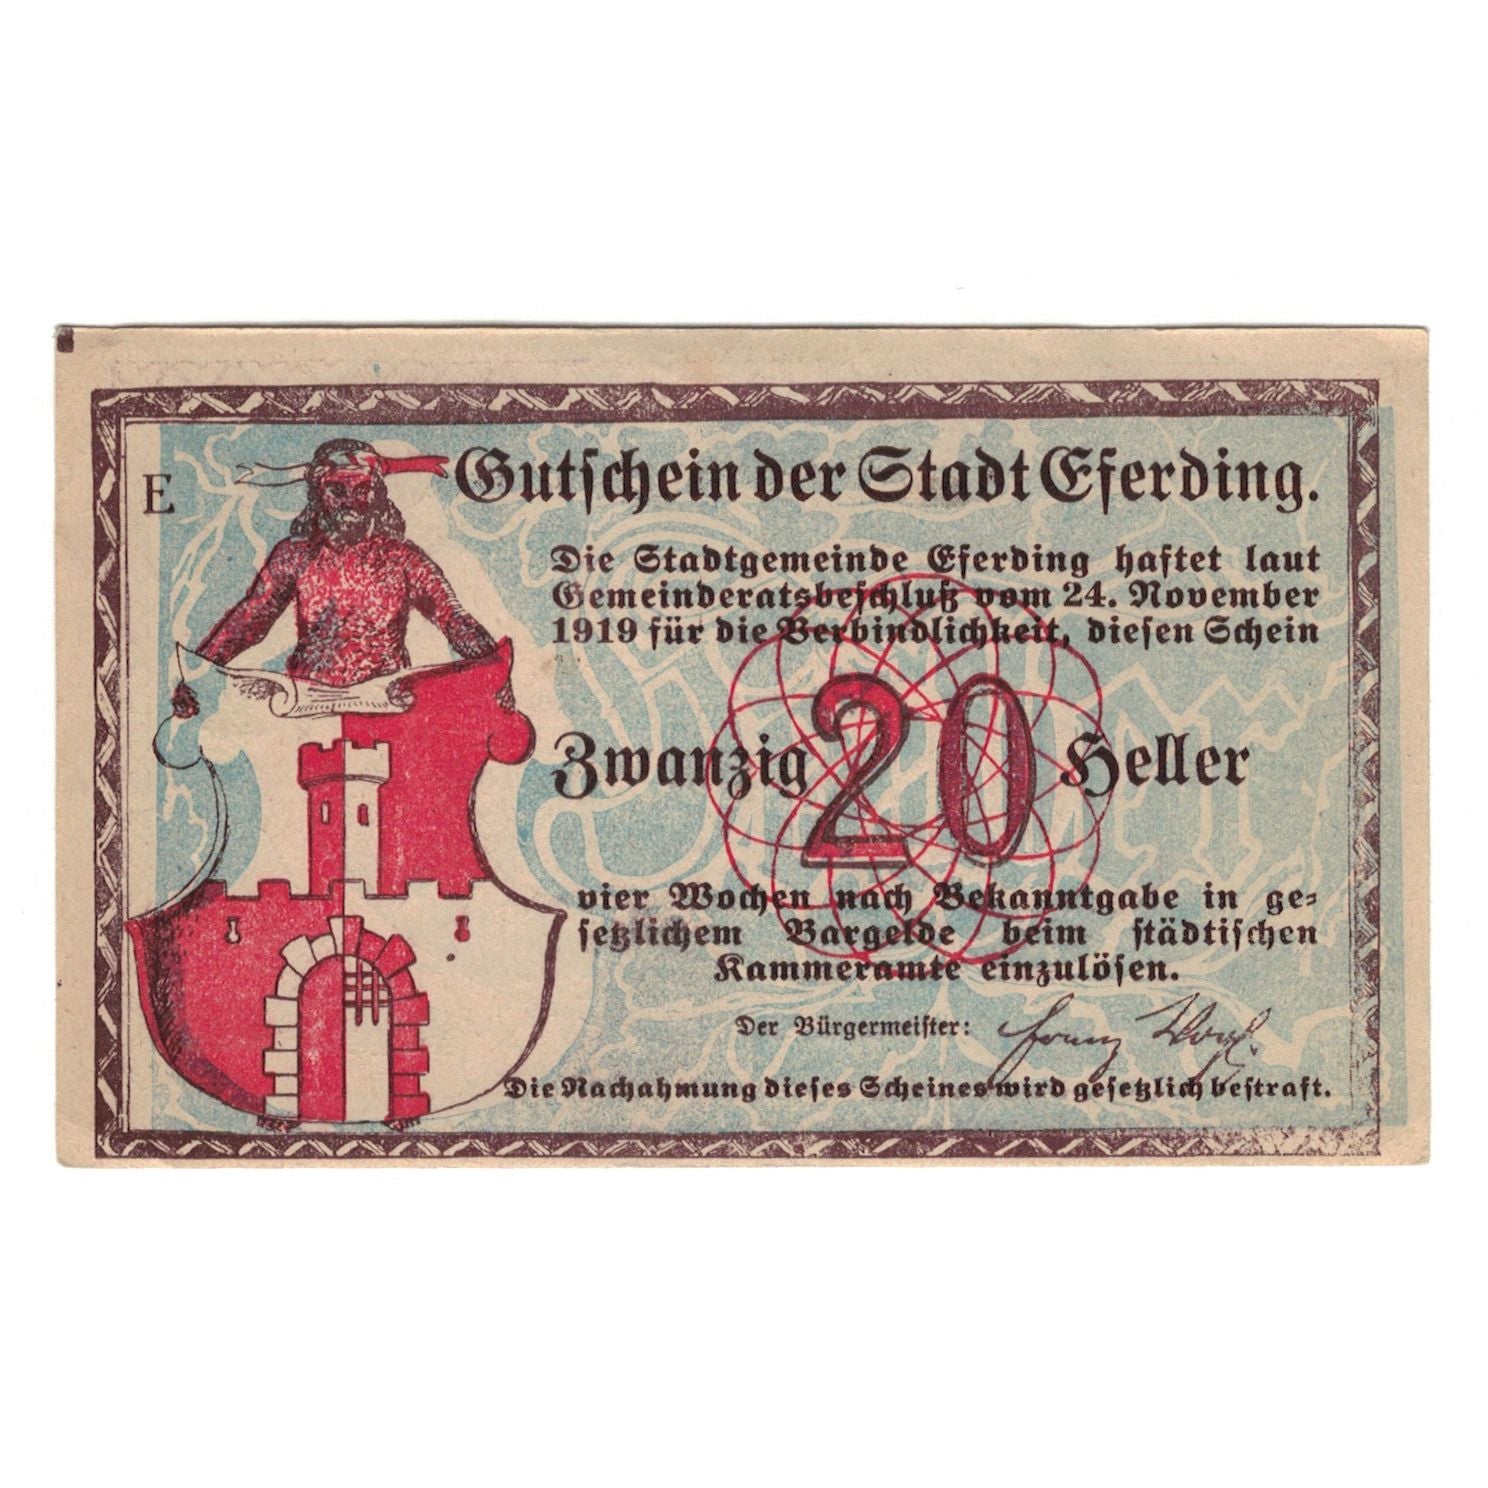 E
Gutschein der Stadt Eferding.
Die Stadtgemeinde Eferding haftet laut
Gemeinderatsbeschluß vom 24. November
1919 für die Verbindlichkeit, diesen Schein
Zwanzig 20 Heller
vier Wochen nach Bekanntgabe in ge-
setzlichem Bargelde beim städtischen
Kammeramte einzulösen.
Der Bürgermeister: Franz Vogl
Die Nachahmung dieses Scheines wird gesetzlich bestraft.